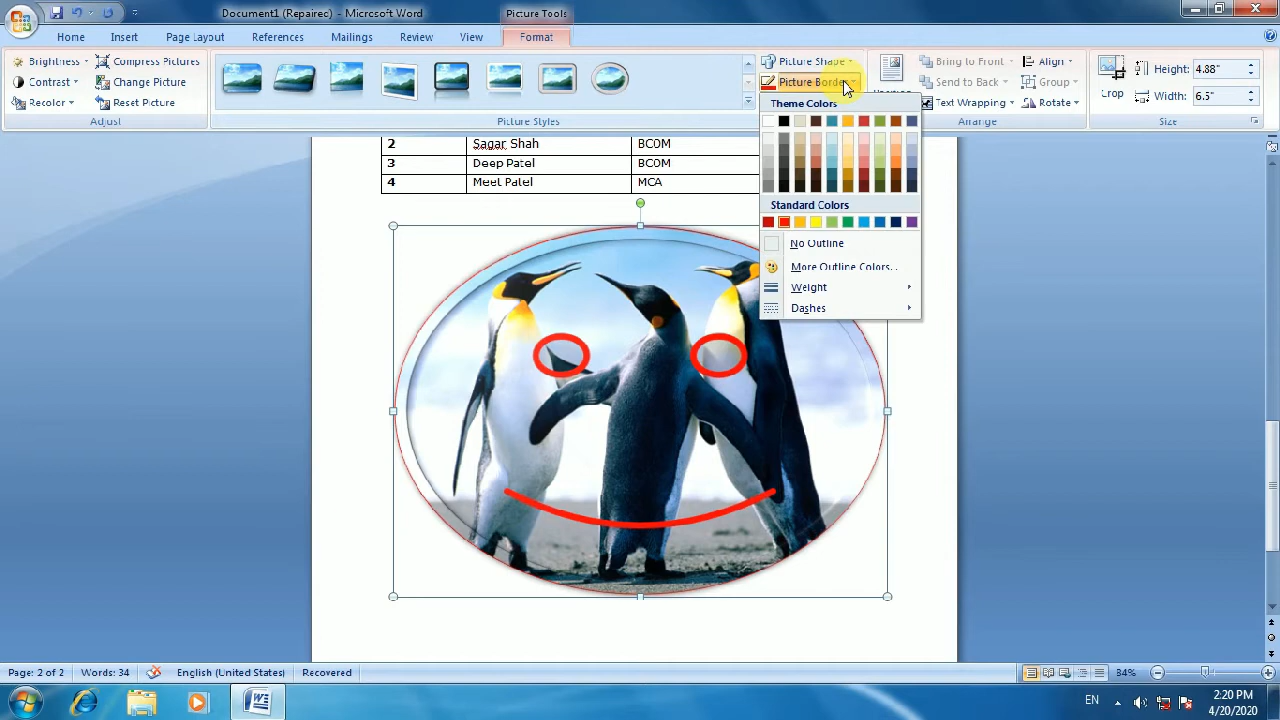 Document1 (Repaired) - Microsoft Word
Picture Tools
Home Insert Page Layout References Mailings Review View Format
Brightness Compress Pictures Picture Shape Bring to Front Align Height: 4.88"
Contrast Change Picture Picture Border Send to Back Group Crop Width: 6.5"
Recolor Text Wrapping Rotate
Adjust Picture Styles Arrange Size
Theme Colors
Standard Colors
No Outline
More Outline Colors...
Weight
Dashes
2 Sagar Shah BCOM
3 Deep Patel BCOM
4 Meet Patel MCA
Page: 2 of 2 Words: 34 English (United States) Recovered 84%
EN 2:20 PM
4/20/2020